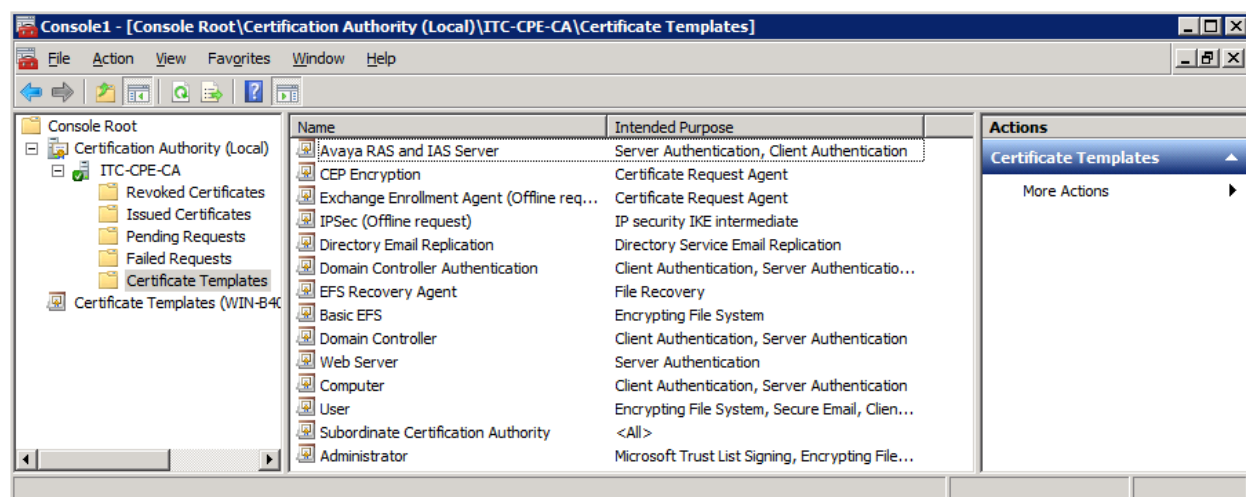 Console1 - [Console Root\Certification Authority (Local)\ITC-CPE-CA\Certificate Templates]
File Action View Favorites Window Help
Console Root
Certification Authority (Local)
ITC-CPE-CA
Revoked Certificates
Issued Certificates
Pending Requests
Failed Requests
Certificate Templates
Certificate Templates (WIN-B40
Name Intended Purpose
Avaya RAS and IAS Server Server Authentication, Client Authentication
CEP Encryption Certificate Request Agent
Exchange Enrollment Agent (Offline req... Certificate Request Agent
IPSec (Offline request) IP security IKE intermediate
Directory Email Replication Directory Service Email Replication
Domain Controller Authentication Client Authentication, Server Authenticatio...
EFS Recovery Agent File Recovery
Basic EFS Encrypting File System
Domain Controller Client Authentication, Server Authentication
Web Server Server Authentication
Computer Client Authentication, Server Authentication
User Encrypting File System, Secure Email, Clien...
Subordinate Certification Authority <All>
Administrator Microsoft Trust List Signing, Encrypting File...
Actions
Certificate Templates
More Actions